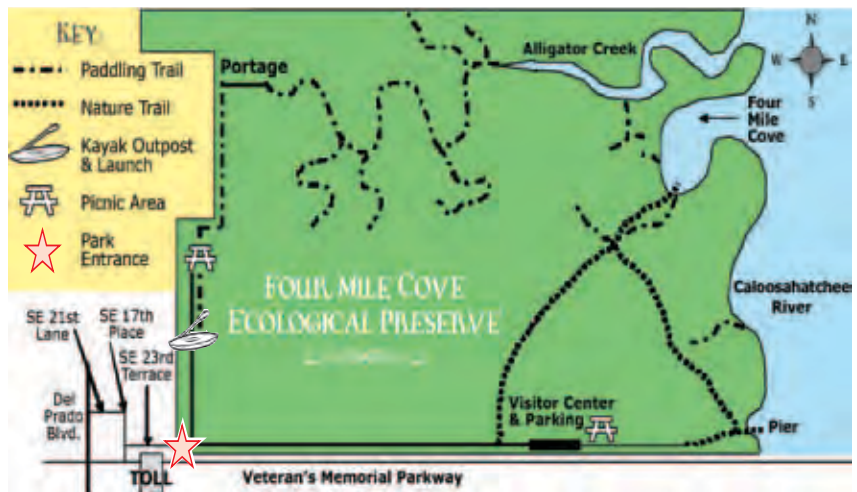 KEY:
Paddling Trail
Nature Trail
Kayak Outpost
& Launch
Picnic Area
Park
Entrance
Portage
Alligator Creek
N
W
E
S
Four
Mile
Cove
FOUR MILE COVE
ECOLOGICAL PRESERVE
Caloosahatchee
River
SE 21st
Lane
SE 17th
Place
SE 23rd
Terrace
Del
Prado
Blvd.
Visitor Center
& Parking
Pier
TOLL
Veteran's Memorial Parkway